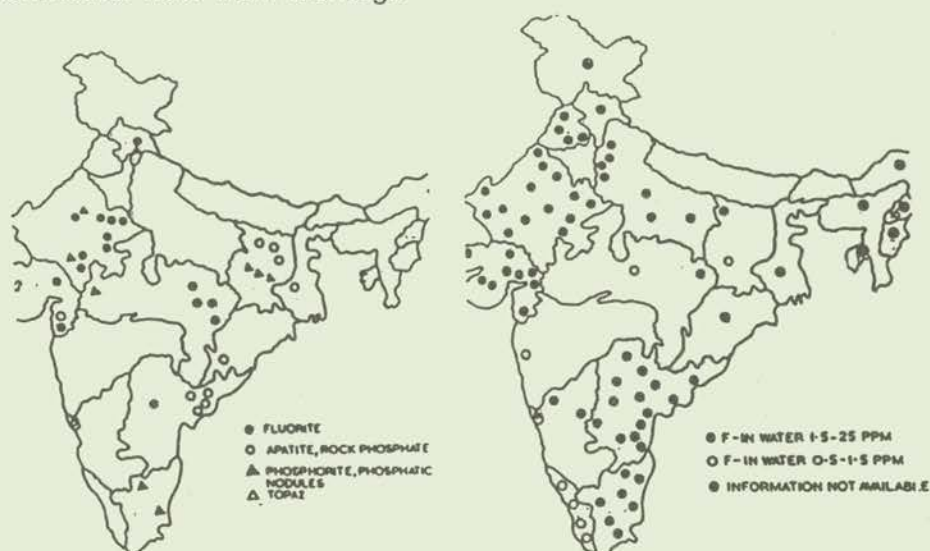 ● FLUORITE
○ APATITE, ROCK PHOSPHATE
▲ PHOSPHORITE, PHOSPHATIC
NODULES
△ TOPAZ
● F-IN WATER 1·5-25 PPM
○ F-IN WATER 0·5-1·5 PPM
● INFORMATION NOT AVAILABLE